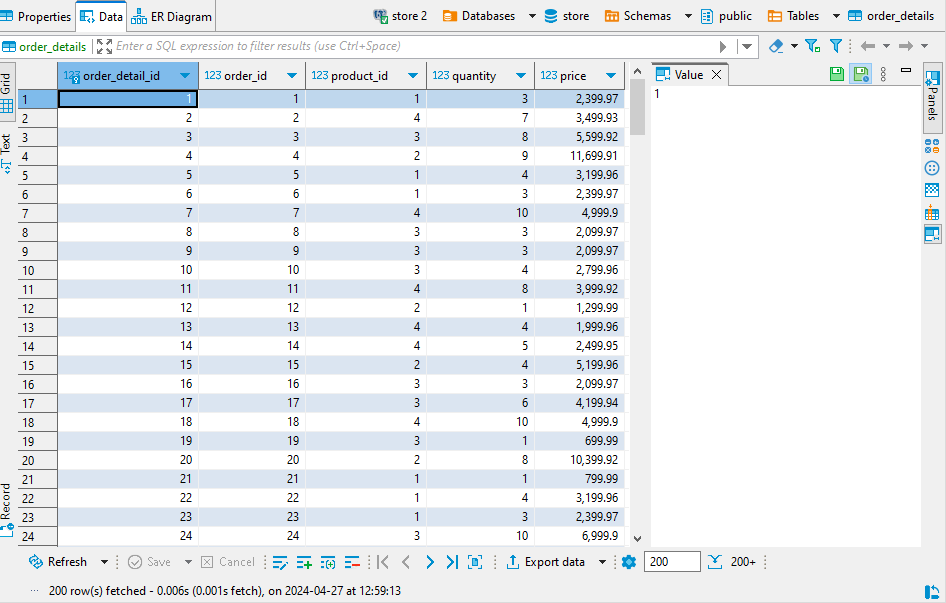 Properties Data ER Diagram store 2 Databases store Schemas public Tables order_details
order_details Enter a SQL expression to filter results (use Ctrl+Space)
Grid
Text
Record
123 order_detail_id 123 order_id 123 product_id 123 quantity 123 price
1 1 1 1 3 2,399.97
2 2 2 4 7 3,499.93
3 3 3 3 8 5,599.92
4 4 4 2 9 11,699.91
5 5 5 1 4 3,199.96
6 6 6 1 3 2,399.97
7 7 7 4 10 4,999.9
8 8 8 3 3 2,099.97
9 9 9 3 3 2,099.97
10 10 10 3 4 2,799.96
11 11 11 4 8 3,999.92
12 12 12 2 1 1,299.99
13 13 13 4 4 1,999.96
14 14 14 4 5 2,499.95
15 15 15 2 4 5,199.96
16 16 16 3 3 2,099.97
17 17 17 3 6 4,199.94
18 18 18 4 10 4,999.9
19 19 19 3 1 699.99
20 20 20 2 8 10,399.92
21 21 21 1 1 799.99
22 22 22 1 4 3,199.96
23 23 23 1 3 2,399.97
24 24 24 3 10 6,999.9
Value
1
Panels
Refresh Save Cancel Export data 200 200+
200 row(s) fetched - 0.006s (0.001s fetch), on 2024-04-27 at 12:59:13